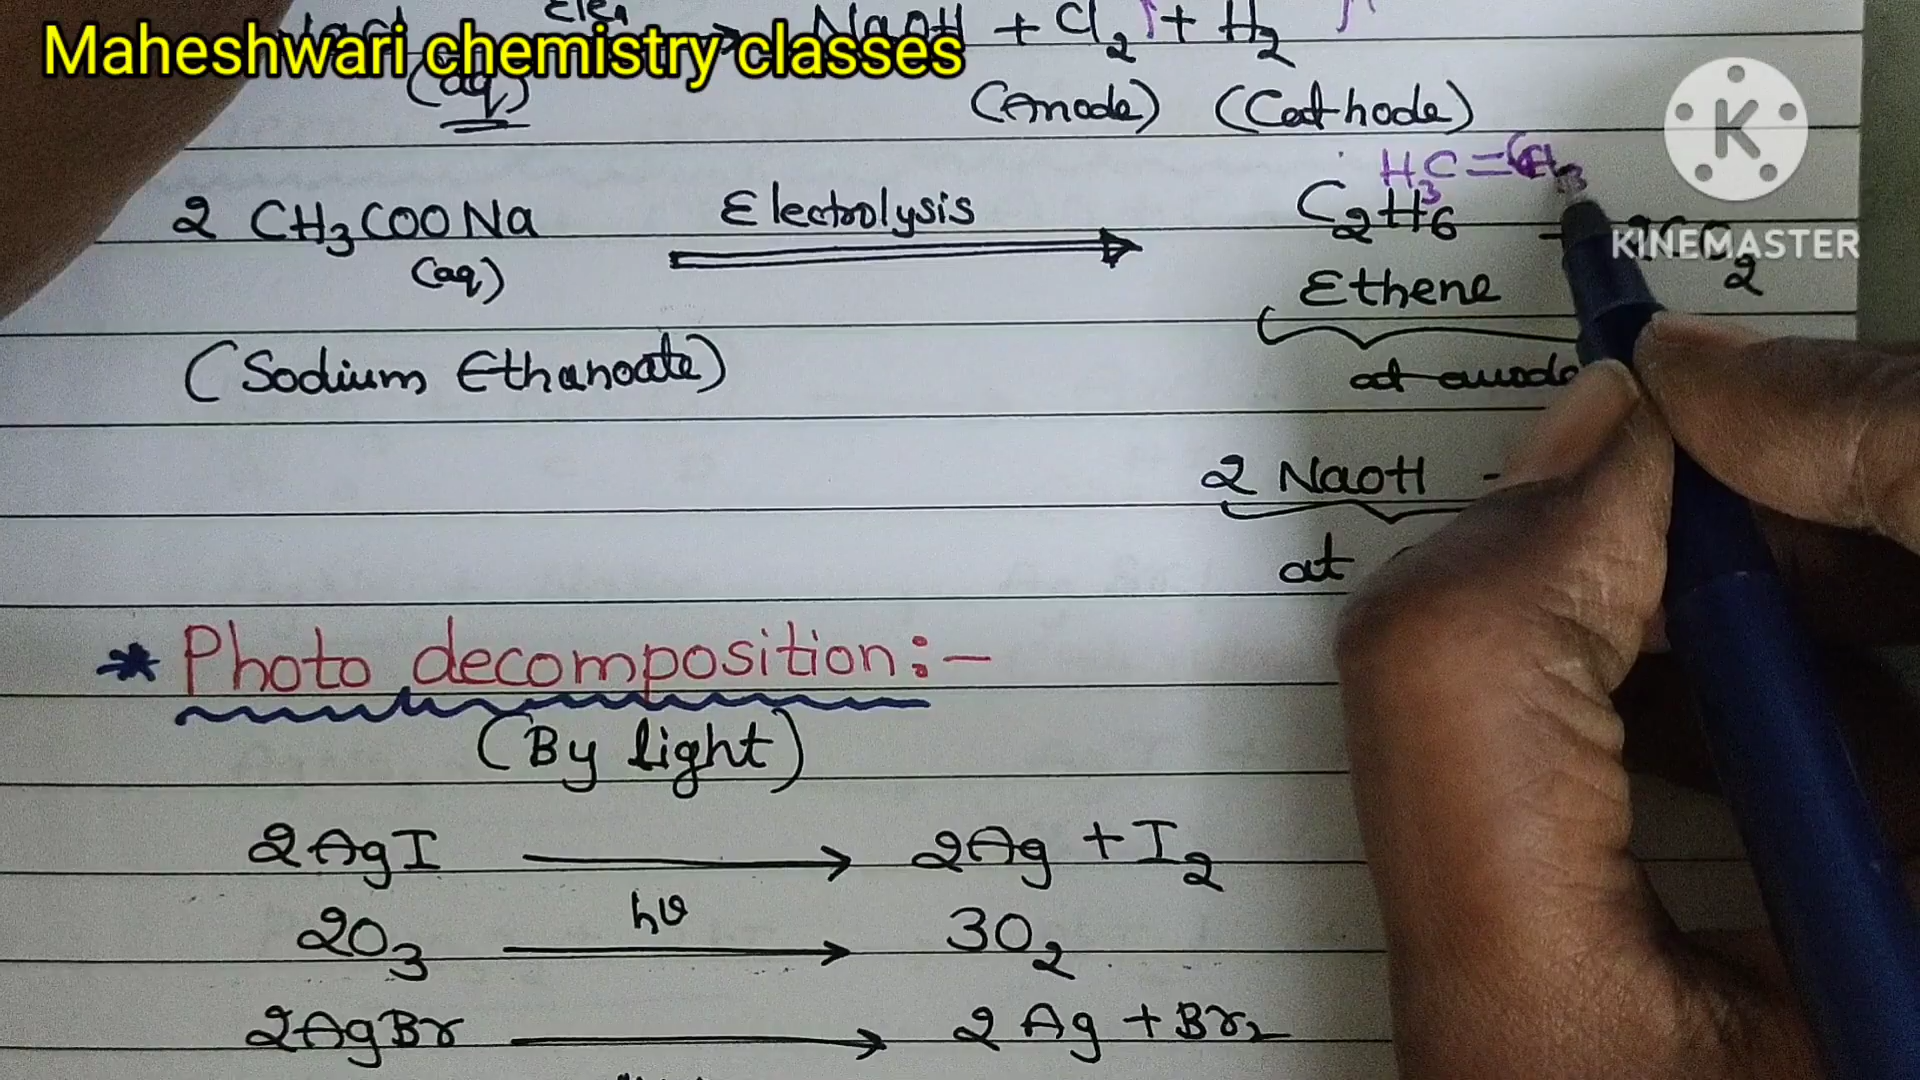 NaOH + Cl2↑ + H2↑
Maheshwari chemistry classes
(aq)
(Anode) (Cathode)
H3C=CH3
K
2 CH3COONa Electrolysis C2H6
KINEMASTER
(aq)
Ethene
(Sodium Ethanoate)
at anode
2 NaOH -
at
* Photo decomposition:-
(By light)
2AgI → 2Ag + I2
2O3 hν → 3O2
2AgBr → 2Ag + Br2